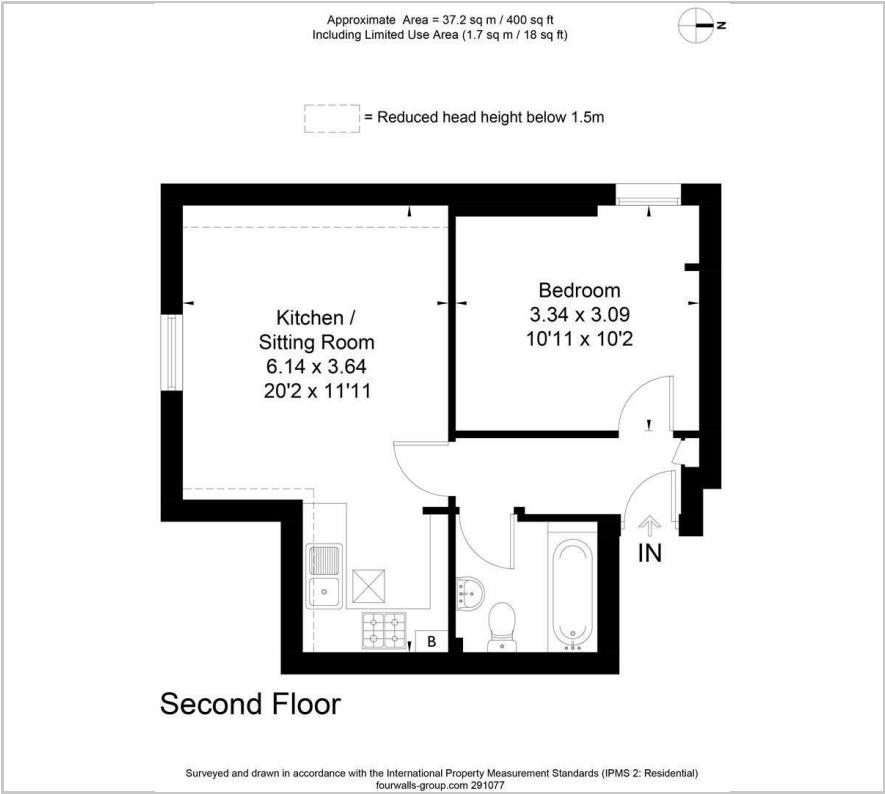 Approximate Area = 37.2 sq m / 400 sq ft
Including Limited Use Area (1.7 sq m / 18 sq ft)
N
= Reduced head height below 1.5m
Kitchen /
Sitting Room
6.14 x 3.64
20'2 x 11'11
Bedroom
3.34 x 3.09
10'11 x 10'2
IN
B
Second Floor
Surveyed and drawn in accordance with the International Property Measurement Standards (IPMS 2: Residential)
fourwalls-group.com 291077